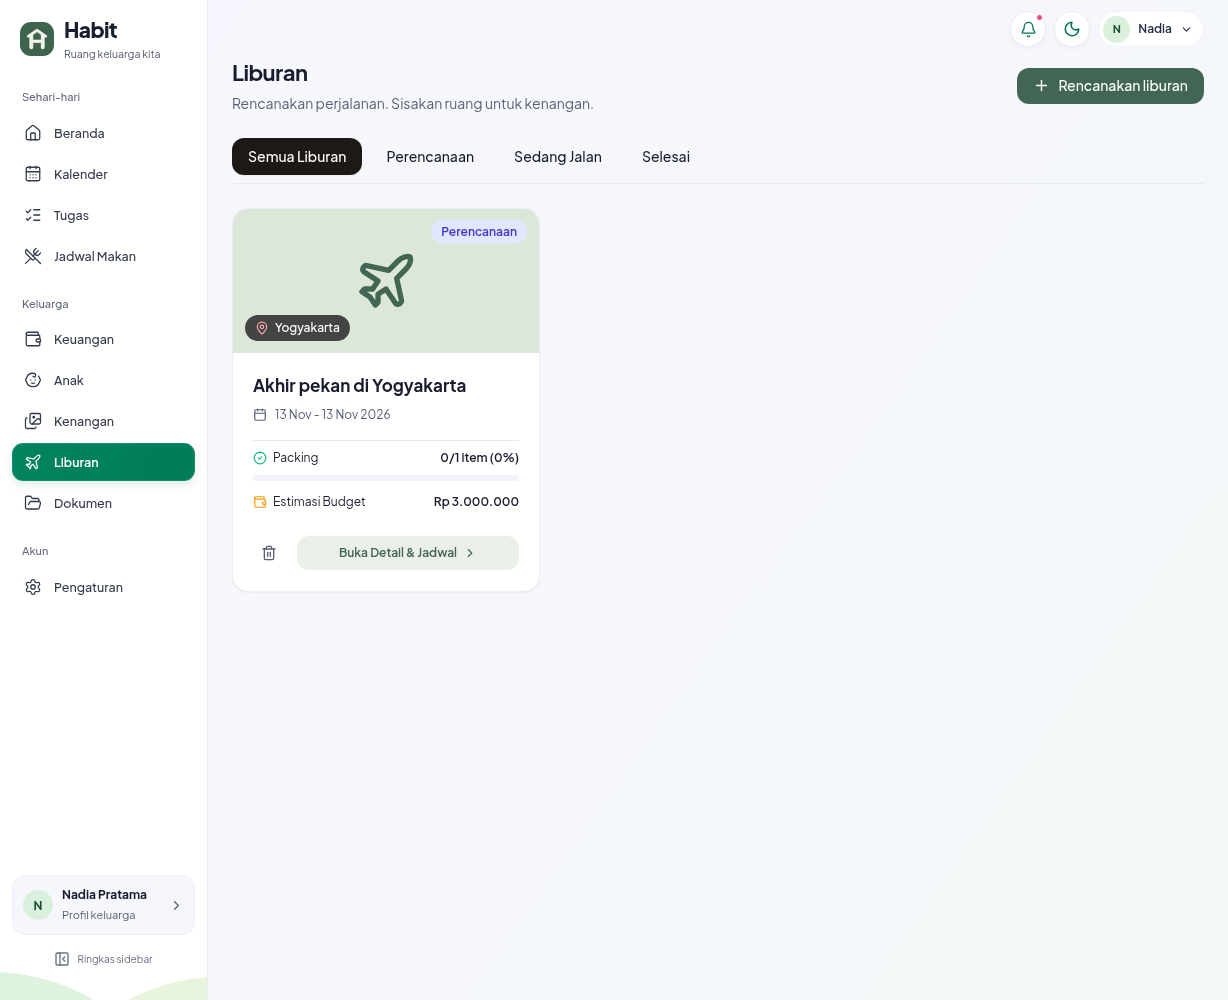 Habit
Ruang keluarga kita
Sehari-hari
Beranda
Kalender
Tugas
Jadwal Makan
Keluarga
Keuangan
Anak
Kenangan
Liburan
Dokumen
Akun
Pengaturan
N
Nadia Pratama
Profil keluarga
Ringkas sidebar
N Nadia
Liburan
Rencanakan perjalanan. Sisakan ruang untuk kenangan.
Rencanakan liburan
Semua Liburan Perencanaan Sedang Jalan Selesai
Perencanaan
Yogyakarta
Akhir pekan di Yogyakarta
13 Nov - 13 Nov 2026
Packing 0/1 item (0%)
Estimasi Budget Rp 3.000.000
Buka Detail & Jadwal